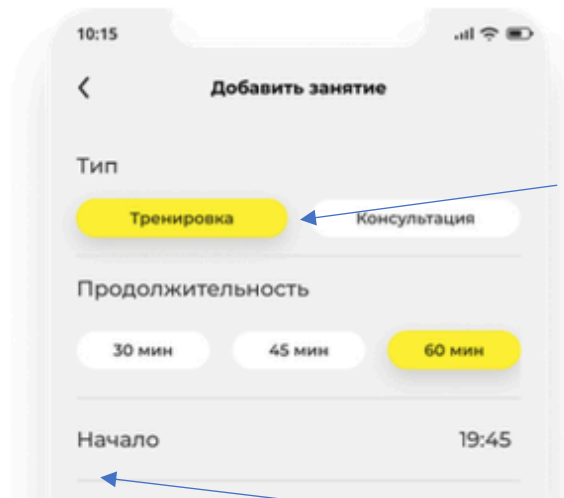 10:15
Добавить занятие
Тип
Тренировка Консультация
Продолжительность
30 мин 45 мин 60 мин
Начало 19:45